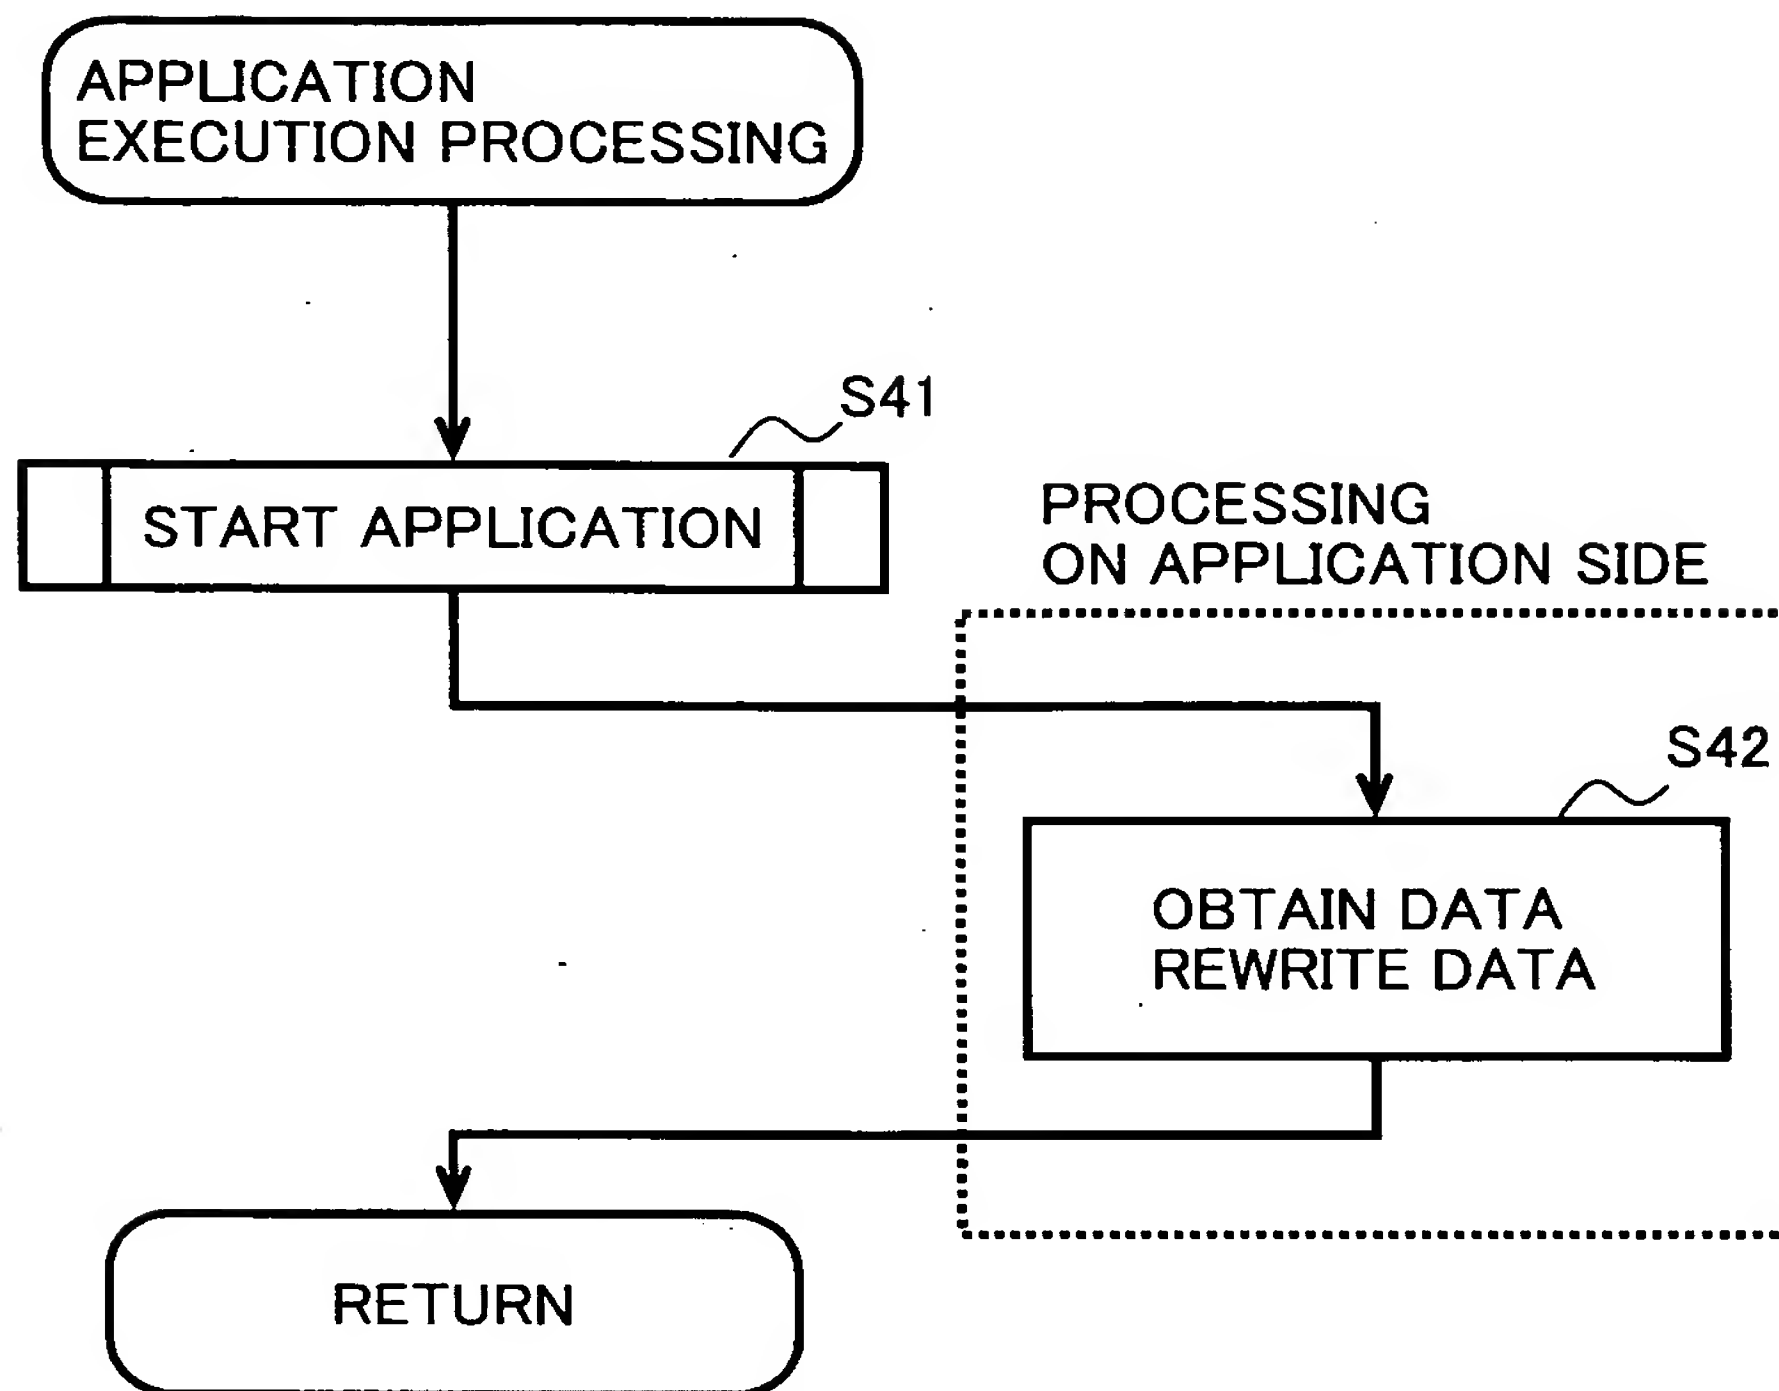 APPLICATION
EXECUTION PROCESSING
S41
START APPLICATION
PROCESSING
ON APPLICATION SIDE
S42
OBTAIN DATA
REWRITE DATA
RETURN